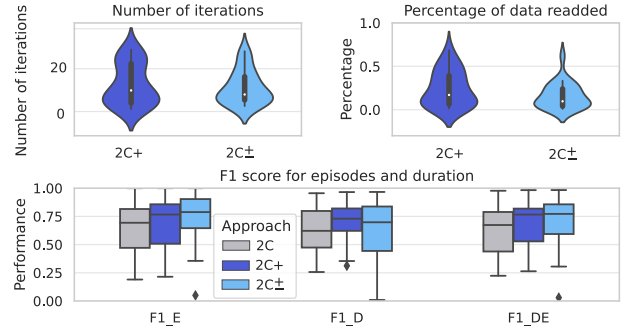 Number of iterations
Number of iterations
20
0
2C+
2C±
Percentage of data readded
Percentage
1.0
0.5
0.0
2C+
2C±
F1 score for episodes and duration
Performance
1.00
0.75
0.50
0.25
0.00
Approach
2C
2C+
2C±
F1_E
F1_D
F1_DE